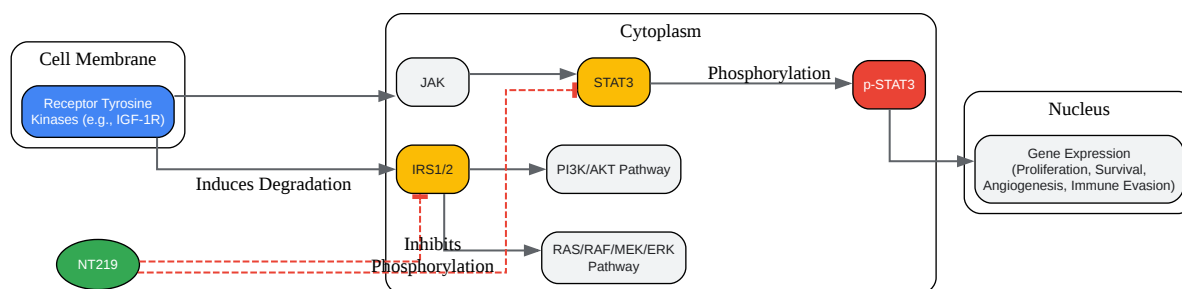 Cytoplasm
Cell Membrane
Receptor Tyrosine
Kinases (e.g., IGF-1R)
JAK
STAT3
Phosphorylation
p-STAT3
Nucleus
Gene Expression
(Proliferation, Survival,
Angiogenesis, Immune Evasion)
Induces Degradation
IRS1/2
PI3K/AKT Pathway
NT219
Inhibits
Phosphorylation
RAS/RAF/MEK/ERK
Pathway